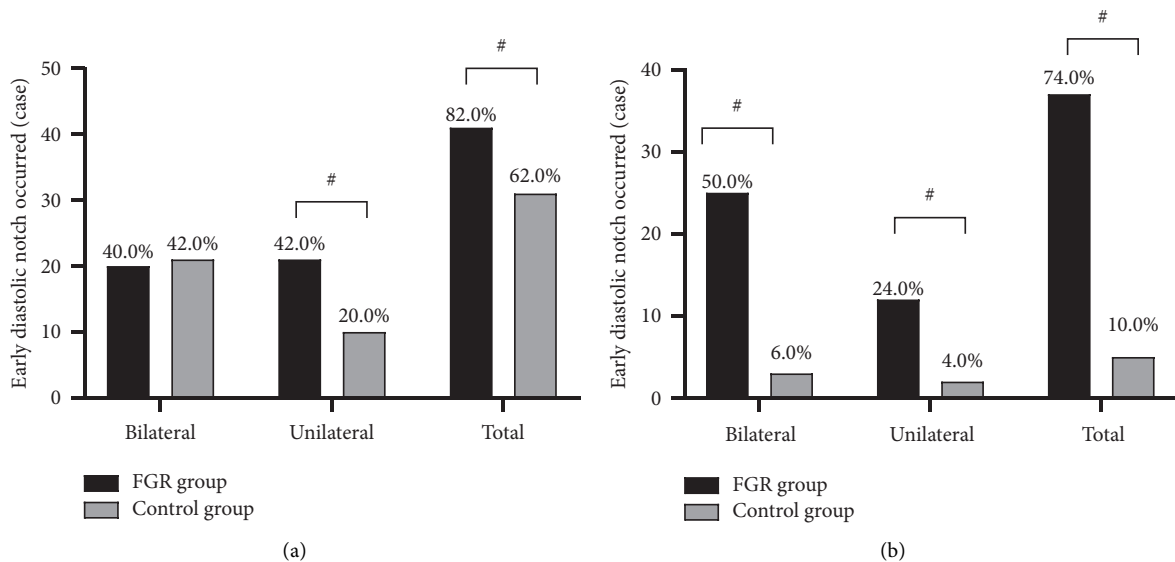 Early diastolic notch occurred (case)
50
40
30
20
10
0
40.0%
42.0%
42.0%
20.0%
82.0%
62.0%
#
#
Bilateral
Unilateral
Total
FGR group
Control group
(a)
Early diastolic notch occurred (case)
40
30
20
10
0
50.0%
6.0%
24.0%
4.0%
74.0%
10.0%
#
#
#
Bilateral
Unilateral
Total
FGR group
Control group
(b)